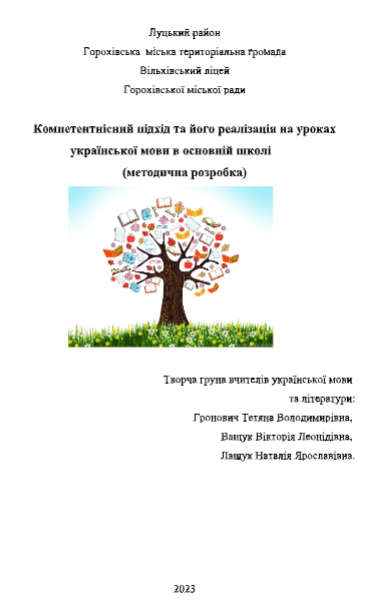 Луцький район
Горохівська міська територіальна громада
Вільхівський ліцей
Горохівської міської ради
Компетентнісний підхід та його реалізація на уроках
української мови в основній школі
(методична розробка)
Творча група вчителів української мови
та літератури:
Гронович Тетяна Володимирівна,
Ващук Вікторія Леонідівна,
Лащук Наталія Ярославівна.
2023